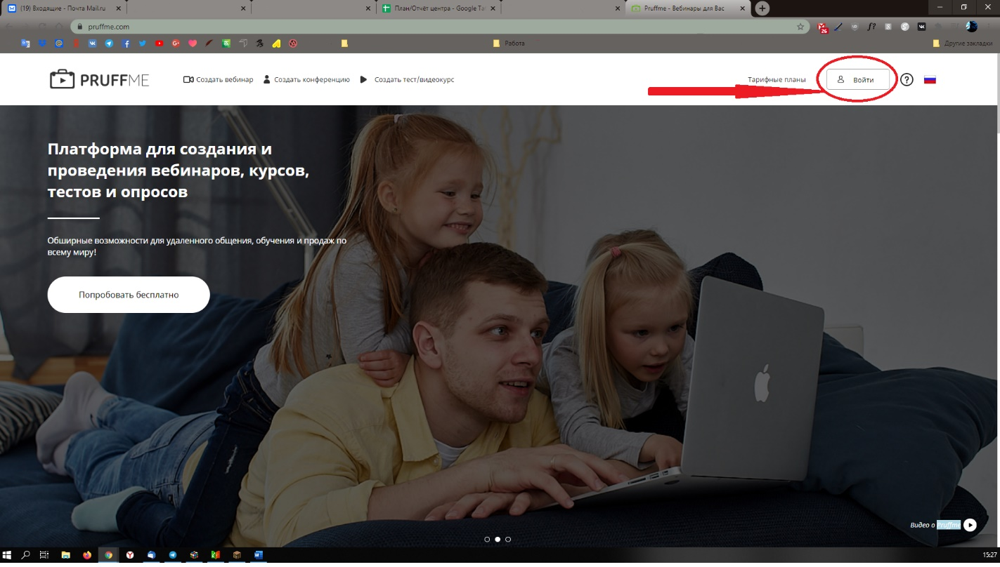 (19) Входящие - Почта Mail.ru
План/Отчёт центра - Google Та
Pruffme - Вебинары для Вас
pruffme.com
26
Работа
Другие закладки
PRUFFME
Создать вебинар
Создать конференцию
Создать тест/видеокурс
Тарифные планы
Войти
Платформа для создания и
проведения вебинаров, курсов,
тестов и опросов
Обширные возможности для удаленного общения, обучения и продаж по
всему миру!
Попробовать бесплатно
Видео о Pruffme
15:27